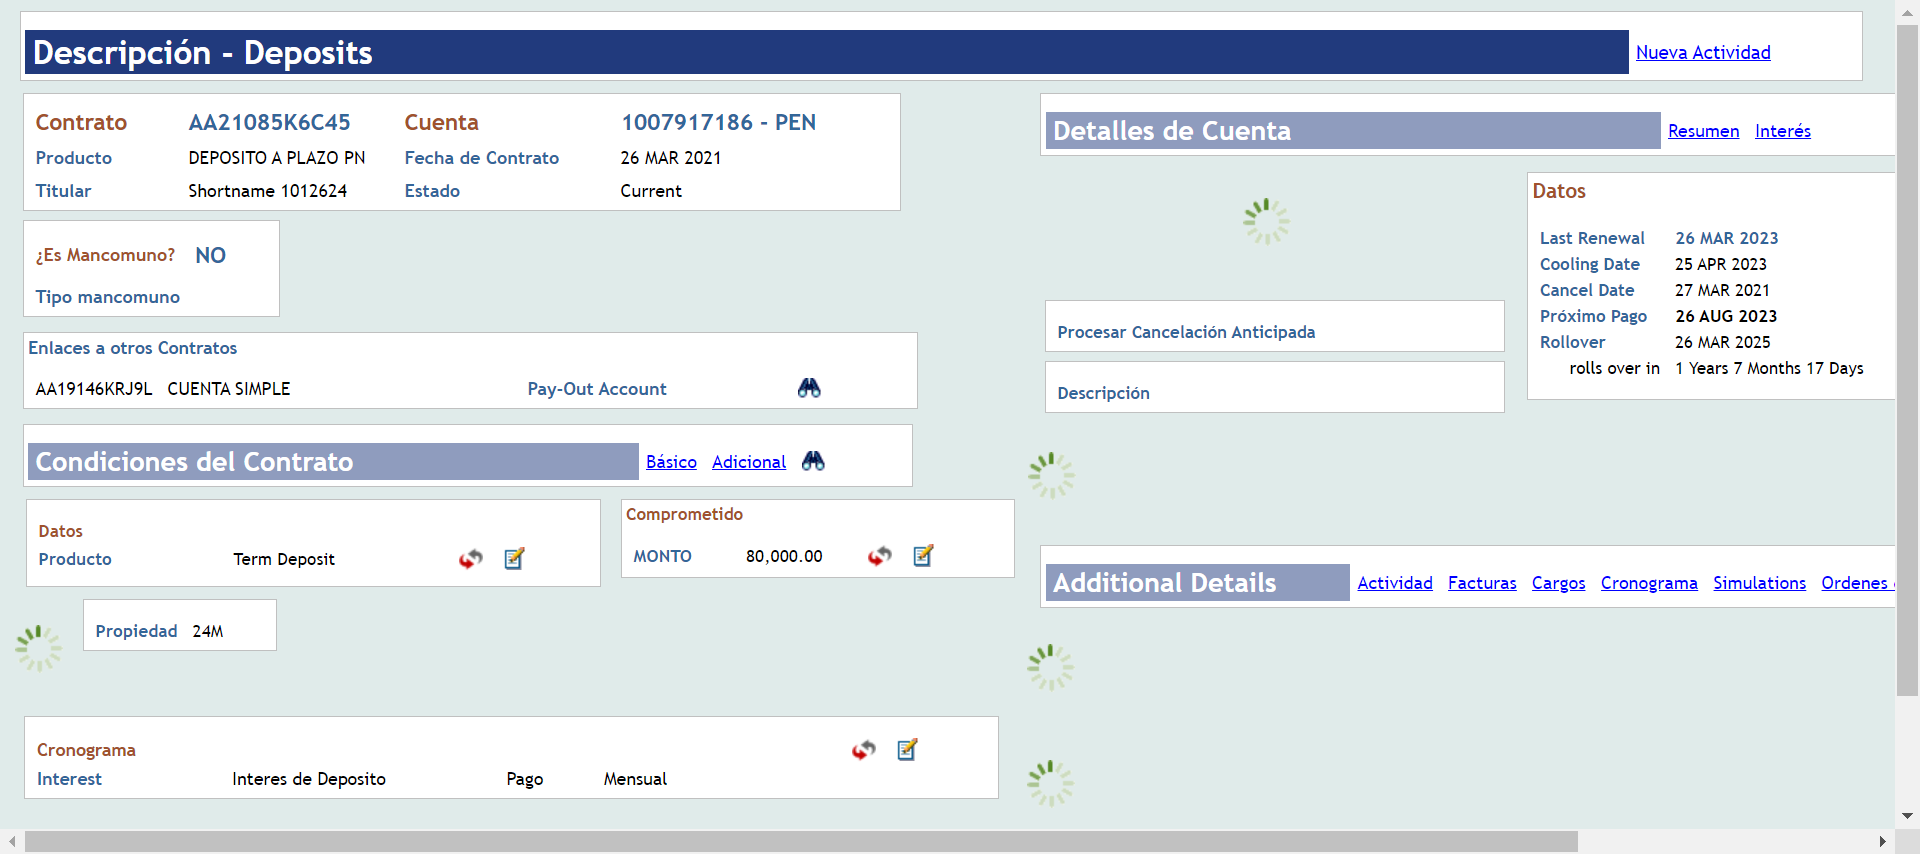 Descripción - Deposits
Nueva Actividad
Contrato AA21085K6C45 Cuenta 1007917186 - PEN
Producto DEPOSITO A PLAZO PN Fecha de Contrato 26 MAR 2021
Titular Shortname 1012624 Estado Current
¿Es Mancomuno? NO
Tipo mancomuno
Enlaces a otros Contratos
AA19146KRJ9L CUENTA SIMPLE Pay-Out Account
Condiciones del Contrato Básico Adicional
Datos
Producto Term Deposit
Comprometido
MONTO 80,000.00
Propiedad 24M
Cronograma
Interest Interes de Deposito Pago Mensual
Detalles de Cuenta Resumen Interés
Datos
Last Renewal 26 MAR 2023
Cooling Date 25 APR 2023
Cancel Date 27 MAR 2021
Próximo Pago 26 AUG 2023
Rollover 26 MAR 2025
rolls over in 1 Years 7 Months 17 Days
Procesar Cancelación Anticipada
Descripción
Additional Details Actividad Facturas Cargos Cronograma Simulations Ordenes